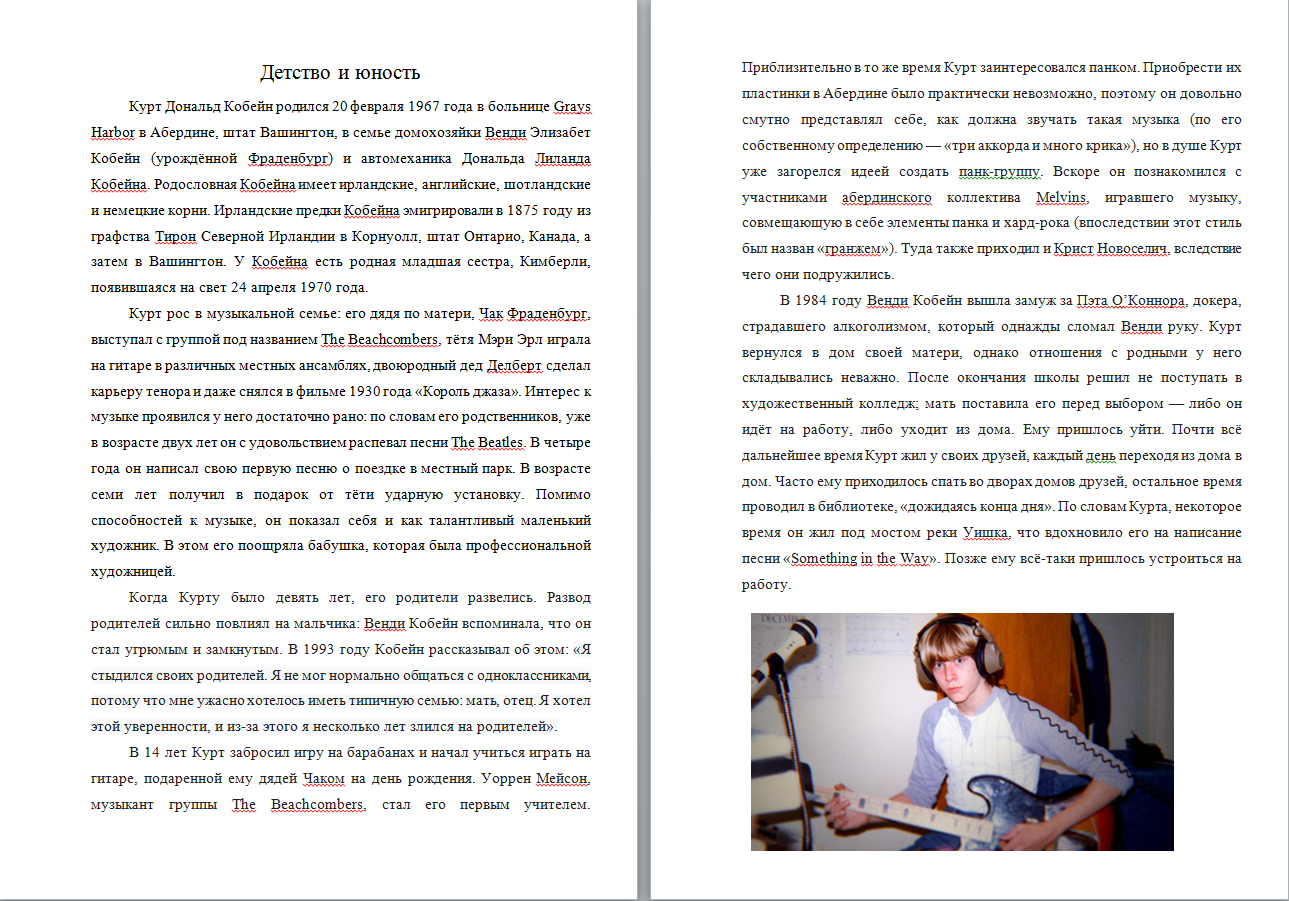 Детство и юность
Курт Дональд Кобейн родился 20 февраля 1967 года в больнице Grays
Harbor в Абердине, штат Вашингтон, в семье домохозяйки Венди Элизабет
Кобейн (урождённой Фраденбург) и автомеханика Дональда Лиланда
Кобейна. Родословная Кобейна имеет ирландские, английские, шотландские
и немецкие корни. Ирландские предки Кобейна эмигрировали в 1875 году из
графства Тирон Северной Ирландии в Корнуолл, штат Онтарио, Канада, а
затем в Вашингтон. У Кобейна есть родная младшая сестра, Кимберли,
появившаяся на свет 24 апреля 1970 года.
Курт рос в музыкальной семье: его дядя по матери, Чак Фраденбург,
выступал с группой под названием The Beachcombers, тётя Мэри Эрл играла
на гитаре в различных местных ансамблях, двоюродный дед Делберт сделал
карьеру тенора и даже снялся в фильме 1930 года «Король джаза». Интерес к
музыке проявился у него достаточно рано: по словам его родственников, уже
в возрасте двух лет он с удовольствием распевал песни The Beatles. В четыре
года он написал свою первую песню о поездке в местный парк. В возрасте
семи лет получил в подарок от тёти ударную установку. Помимо
способностей к музыке, он показал себя и как талантливый маленький
художник. В этом его поощряла бабушка, которая была профессиональной
художницей.
Когда Курту было девять лет, его родители развелись. Развод
родителей сильно повлиял на мальчика: Венди Кобейн вспоминала, что он
стал угрюмым и замкнутым. В 1993 году Кобейн рассказывал об этом: «Я
стыдился своих родителей. Я не мог нормально общаться с одноклассниками,
потому что мне ужасно хотелось иметь типичную семью: мать, отец. Я хотел
этой уверенности, и из-за этого я несколько лет злился на родителей».
В 14 лет Курт забросил игру на барабанах и начал учиться играть на
гитаре, подаренной ему дядей Чаком на день рождения. Уоррен Мейсон,
музыкант группы The Beachcombers, стал его первым учителем.
Приблизительно в то же время Курт заинтересовался панком. Приобрести их
пластинки в Абердине было практически невозможно, поэтому он довольно
смутно представлял себе, как должна звучать такая музыка (по его
собственному определению — «три аккорда и много крика»), но в душе Курт
уже загорелся идеей создать панк-группу. Вскоре он познакомился с
участниками абердинского коллектива Melvins, игравшего музыку,
совмещающую в себе элементы панка и хард-рока (впоследствии этот стиль
был назван «гранжем»). Туда также приходил и Крист Новоселич, вследствие
чего они подружились.
В 1984 году Венди Кобейн вышла замуж за Пэта О’Коннора, докера,
страдавшего алкоголизмом, который однажды сломал Венди руку. Курт
вернулся в дом своей матери, однако отношения с родными у него
складывались неважно. После окончания школы решил не поступать в
художественный колледж; мать поставила его перед выбором — либо он
идёт на работу, либо уходит из дома. Ему пришлось уйти. Почти всё
дальнейшее время Курт жил у своих друзей, каждый день переходя из дома в
дом. Часто ему приходилось спать во дворах домов друзей, остальное время
проводил в библиотеке, «дожидаясь конца дня». По словам Курта, некоторое
время он жил под мостом реки Уишка, что вдохновило его на написание
песни «Something in the Way». Позже ему всё-таки пришлось устроиться на
работу.
DECEMBER